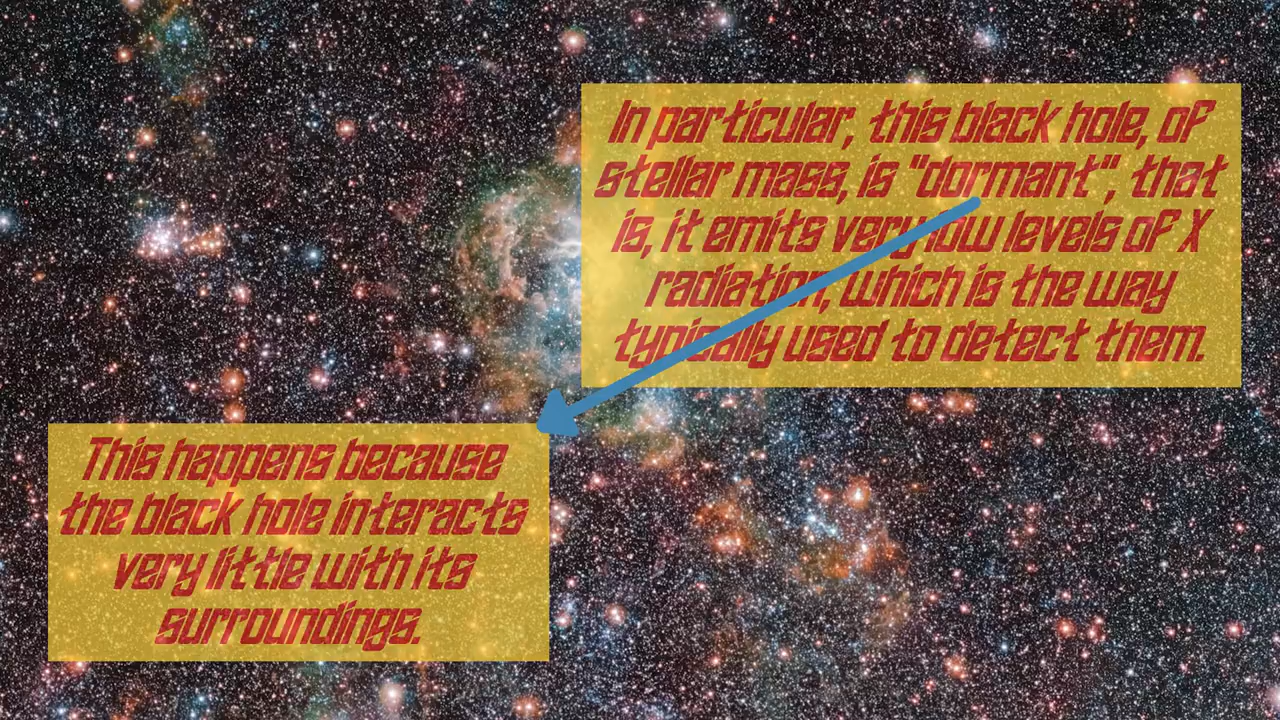 In particular, this black hole, of
stellar mass, is "dormant", that
is, it emits very low levels of X
radiation, which is the way
typically used to detect them.
This happens because
the black hole interacts
very little with its
surroundings.